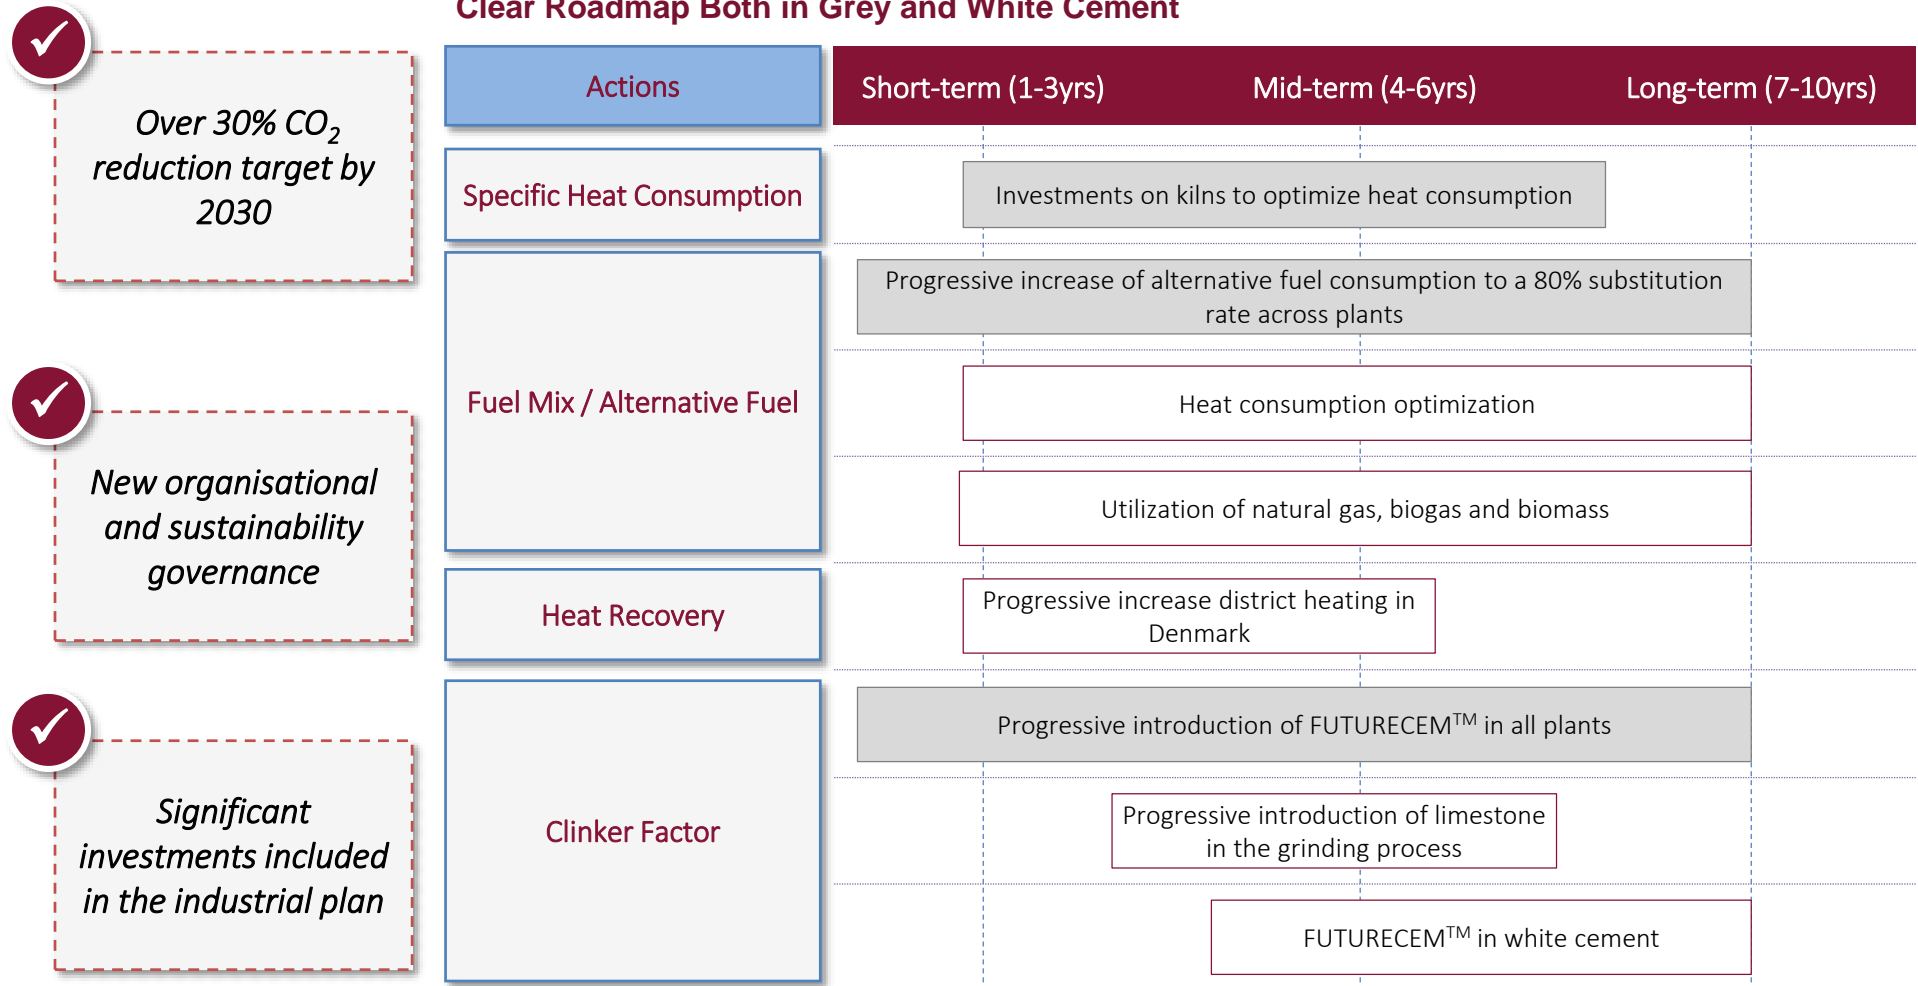 Clear Roadmap Both in Grey and White Cement
Over 30% CO₂
reduction target by
2030
New organisational
and sustainability
governance
Significant
investments included
in the industrial plan
Actions
Short-term (1-3yrs)
Mid-term (4-6yrs)
Long-term (7-10yrs)
Specific Heat Consumption
Investments on kilns to optimize heat consumption
Fuel Mix / Alternative Fuel
Progressive increase of alternative fuel consumption to a 80% substitution
rate across plants
Heat consumption optimization
Utilization of natural gas, biogas and biomass
Heat Recovery
Progressive increase district heating in
Denmark
Clinker Factor
Progressive introduction of FUTURECEM™ in all plants
Progressive introduction of limestone
in the grinding process
FUTURECEM™ in white cement